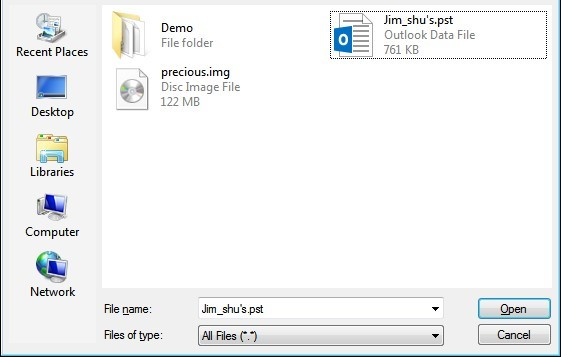 Recent Places
Desktop
Libraries
Computer
Network
Demo
File folder
Jim_shu's.pst
Outlook Data File
761 KB
precious.img
Disc Image File
122 MB
File name:
Jim_shu's.pst
Open
Files of type:
All Files (*.*)
Cancel